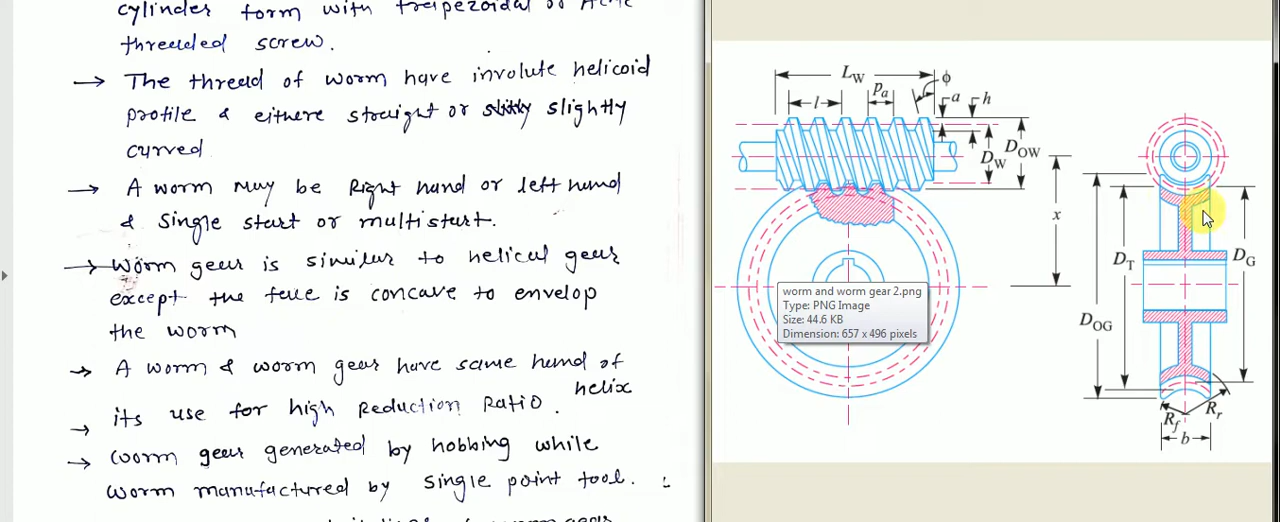 cylinder form with trapezoidal or Acme
threaded screw.
→ The thread of worm have involute helicoid
profile & eithere straight or slightly
curved
→ A worm may be Right hand or left hand
& single start or multistart.
→ Worm gear is similar to helical gear
except the face is concave to envelop
the worm
→ A worm & worm gear have same hand of
helix
→ its use for high Reduction Ratio.
→ Worm gear generated by hobbing while
worm manufactured by single point tool.
LW
ϕ
l
pa
a
h
DW
DOW
x
DT
DG
DOG
Rf
Rr
b
worm and worm gear 2.png
Type: PNG Image
Size: 44.6 KB
Dimension: 657 x 496 pixels